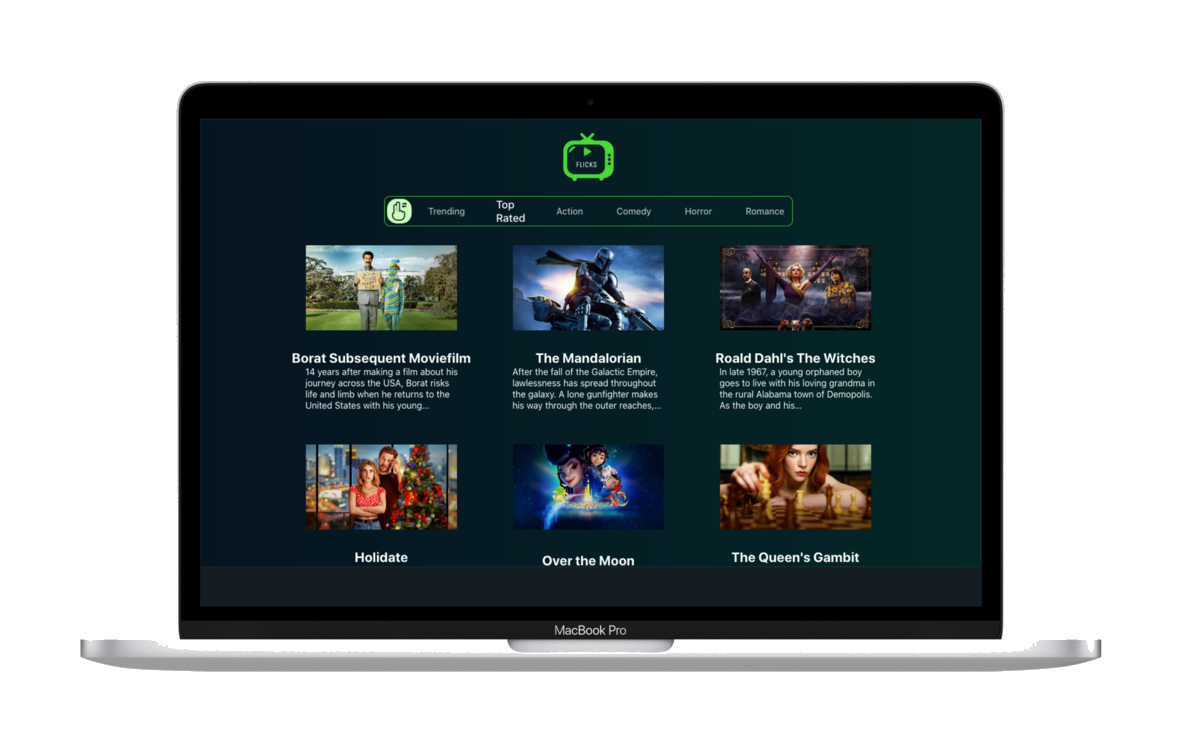 FLICKS
Trending
Top
Rated
Action
Comedy
Horror
Romance
Borat Subsequent Moviefilm
14 years after making a film about his
journey across the USA, Borat risks
life and limb when he returns to the
United States with his young...
The Mandalorian
After the fall of the Galactic Empire,
lawlessness has spread throughout
the galaxy. A lone gunfighter makes
his way through the outer reaches,...
Roald Dahl's The Witches
In late 1967, a young orphaned boy
goes to live with his loving grandma in
the rural Alabama town of Demopolis.
As the boy and his...
Holidate
Over the Moon
The Queen's Gambit
MacBook Pro